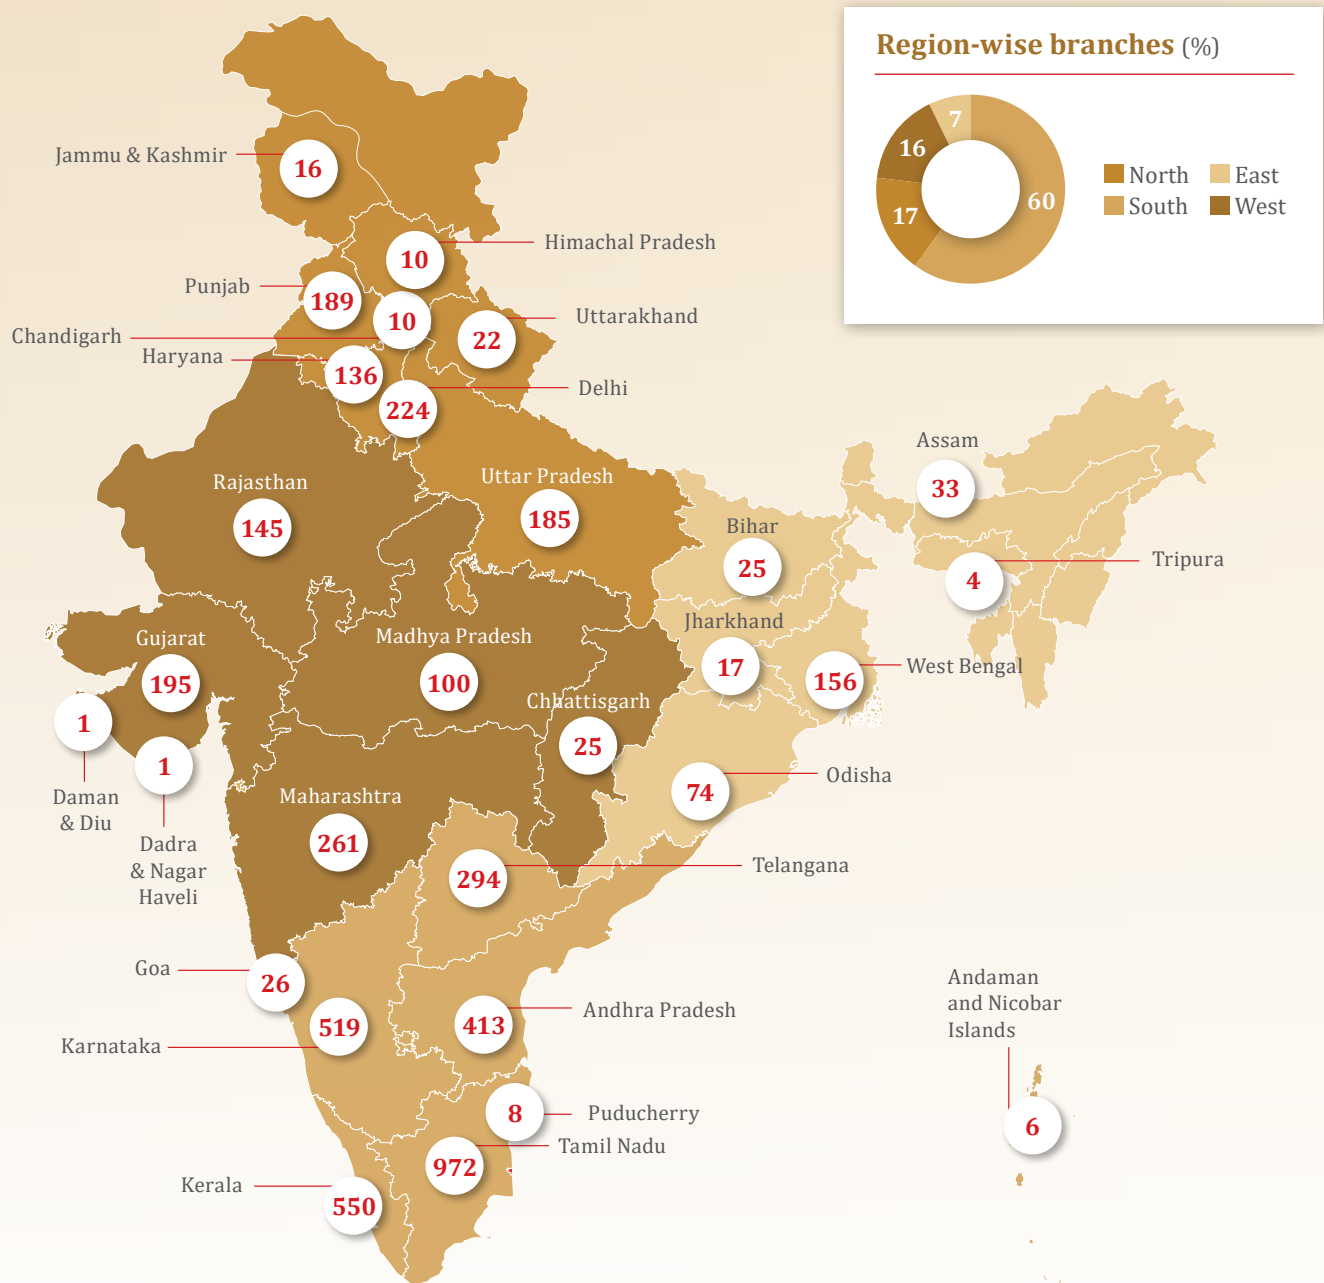 Region-wise branches (%)
7
16
17
60
North
East
South
West
Jammu & Kashmir
16
Himachal Pradesh
10
Punjab
189
Chandigarh
10
Uttarakhand
22
Haryana
136
Delhi
224
Rajasthan
145
Uttar Pradesh
185
Assam
33
Bihar
25
Tripura
4
Jharkhand
17
West Bengal
156
Gujarat
195
Madhya Pradesh
100
Chhattisgarh
25
1
Daman
& Diu
1
Dadra
& Nagar
Haveli
Odisha
74
Maharashtra
261
Telangana
294
Goa
26
Karnataka
519
Andhra Pradesh
413
Andaman
and Nicobar
Islands
6
Puducherry
8
Tamil Nadu
972
Kerala
550